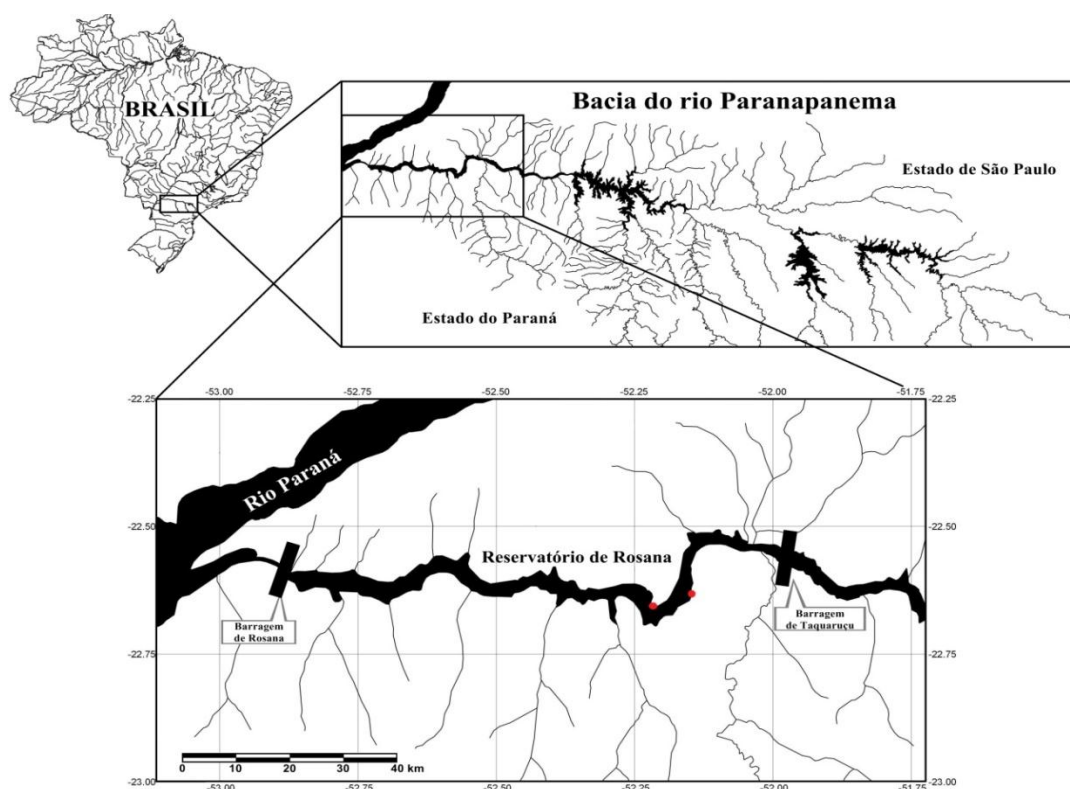 BRASIL
Bacia do rio Paranapanema
Estado de São Paulo
Estado do Paraná
-53.00
-52.75
-52.50
-52.25
-52.00
-51.75
-22.25
-22.25
Rio Paraná
-22.50
-22.50
Reservatório de Rosana
Barragem
de Rosana
Barragem
de Taquaruçu
-22.75
-22.75
0
10
20
30
40 km
-23.00
-23.00
-53.00
-52.75
-52.50
-52.25
-52.00
-51.75